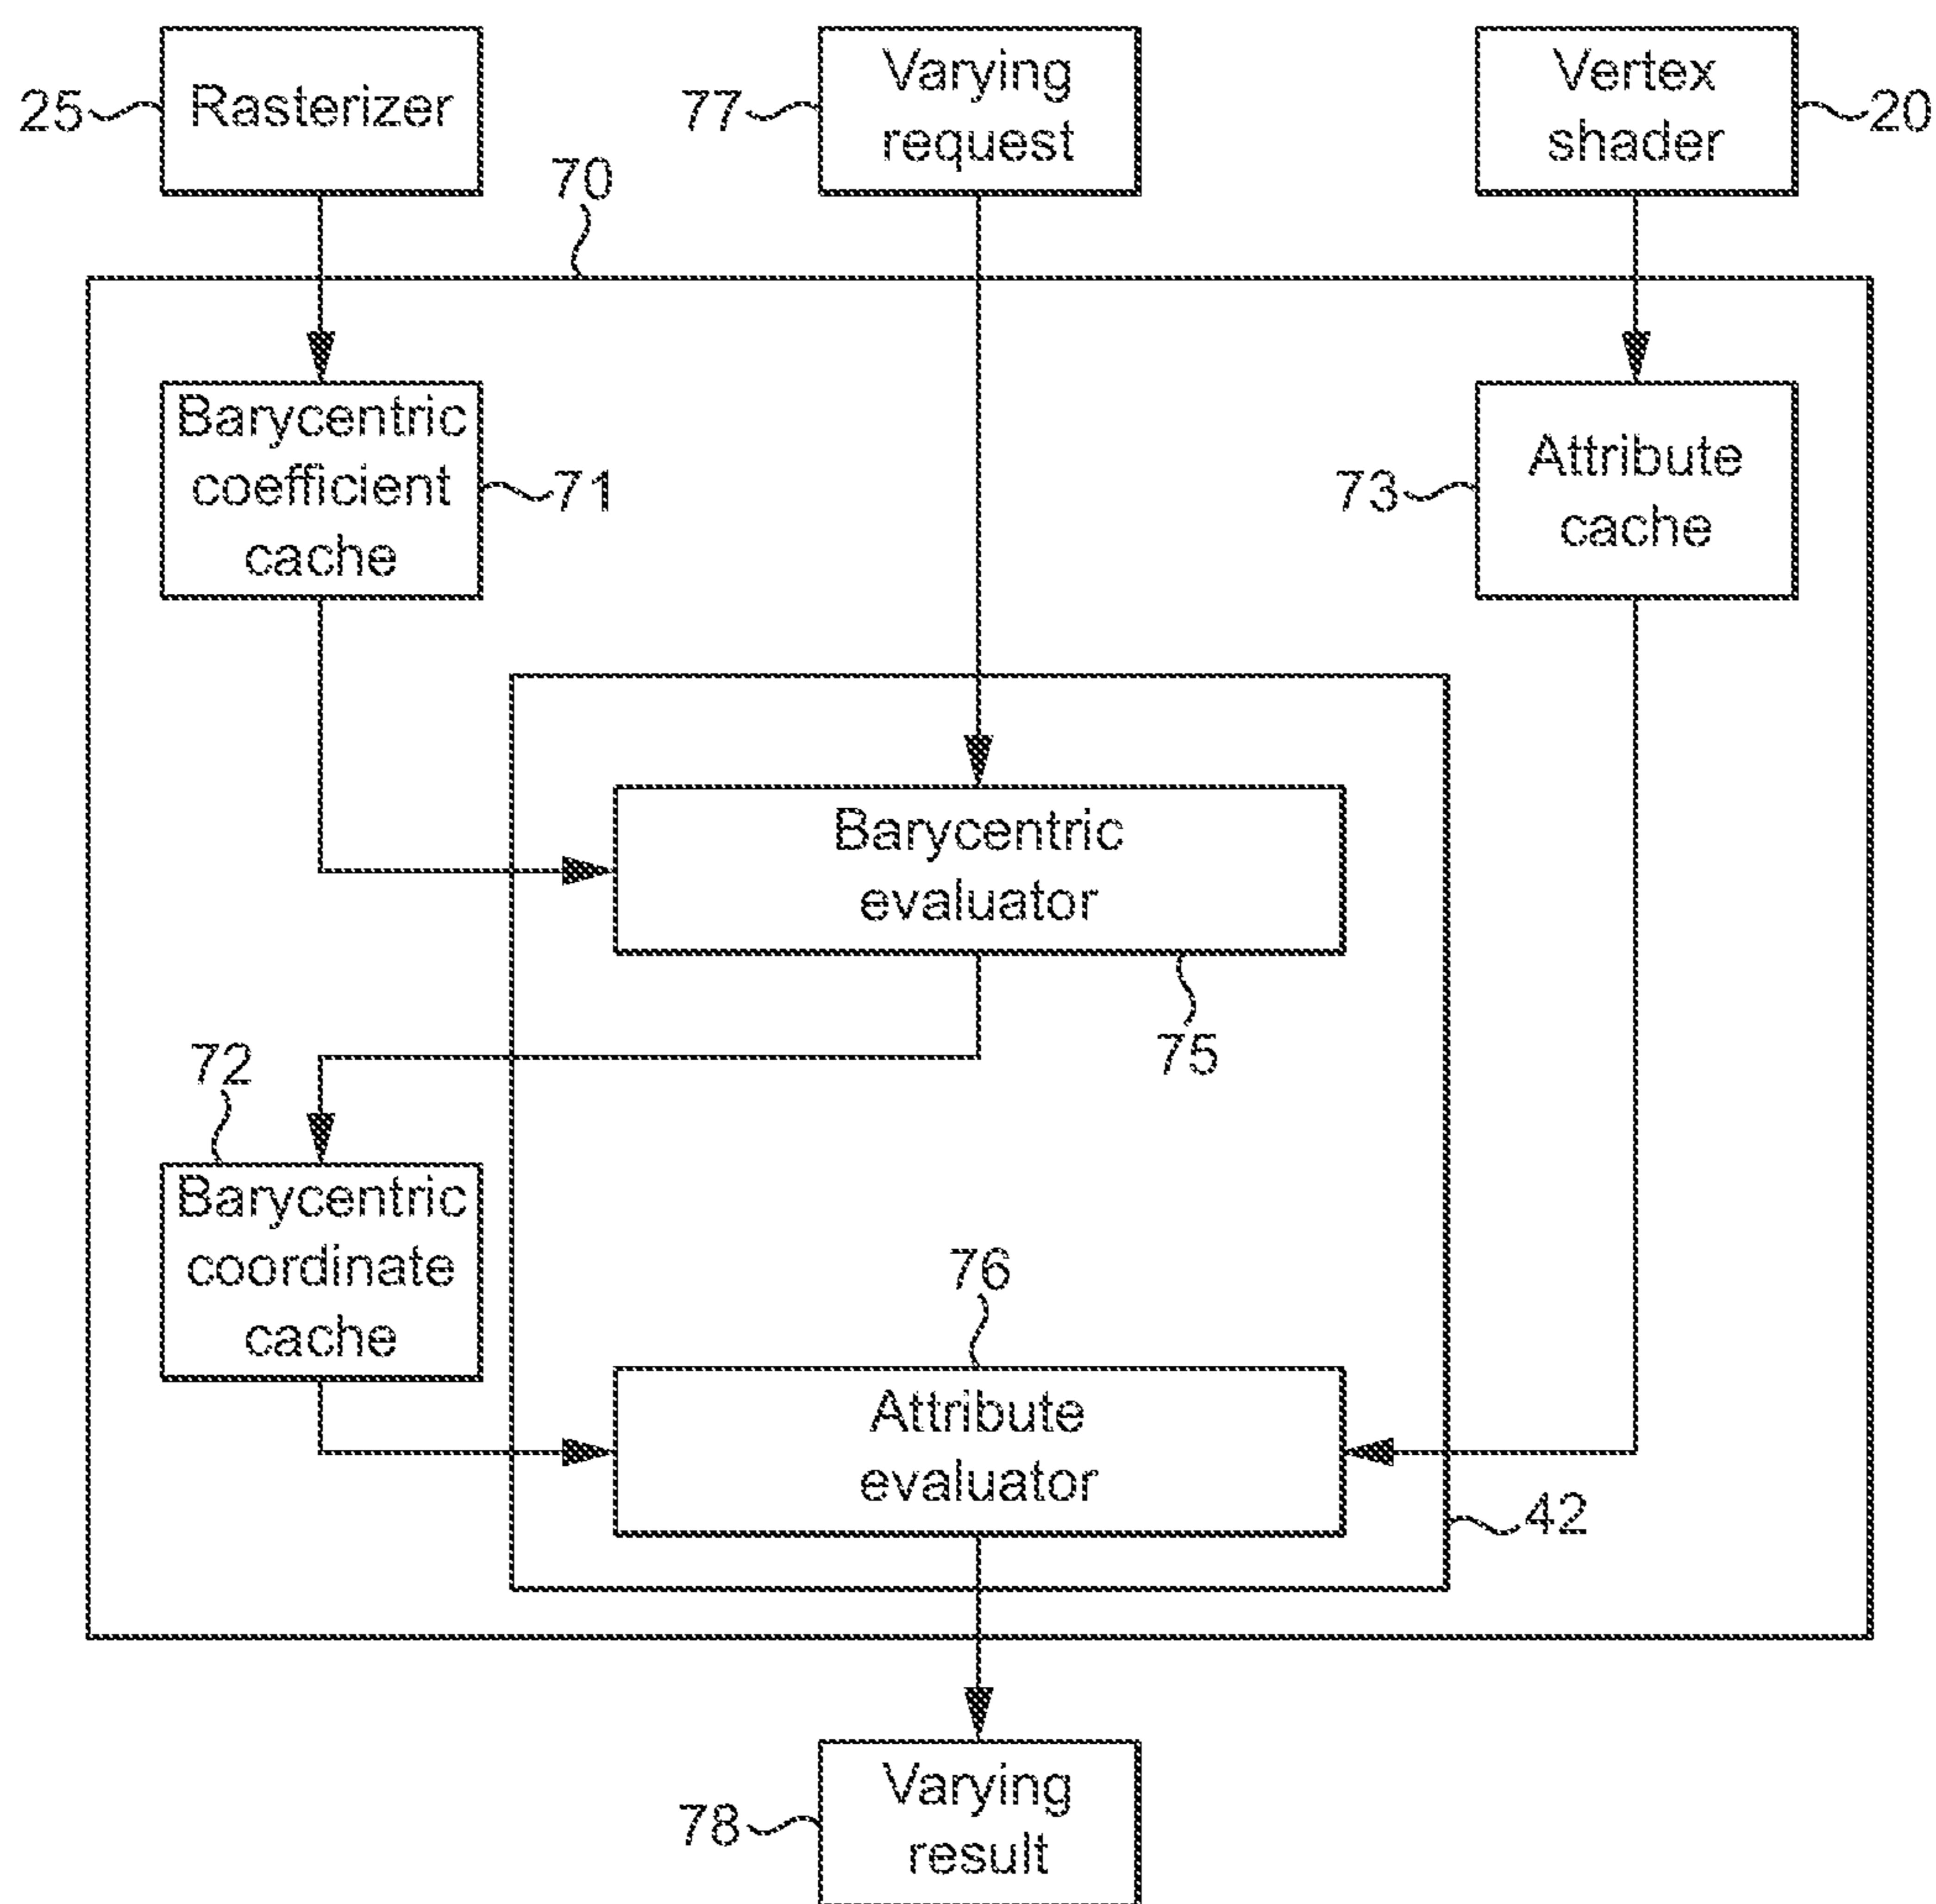 25
Rasterizer
77
Varying
request
Vertex
shader
20
70
Barycentric
coefficient
cache
71
73
Attribute
cache
Barycentric
evaluator
75
72
Barycentric
coordinate
cache
76
Attribute
evaluator
42
78
Varying
result